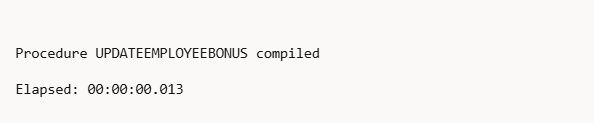 Procedure UPDATEEMPLOYEEBONUS compiled
Elapsed: 00:00:00.013